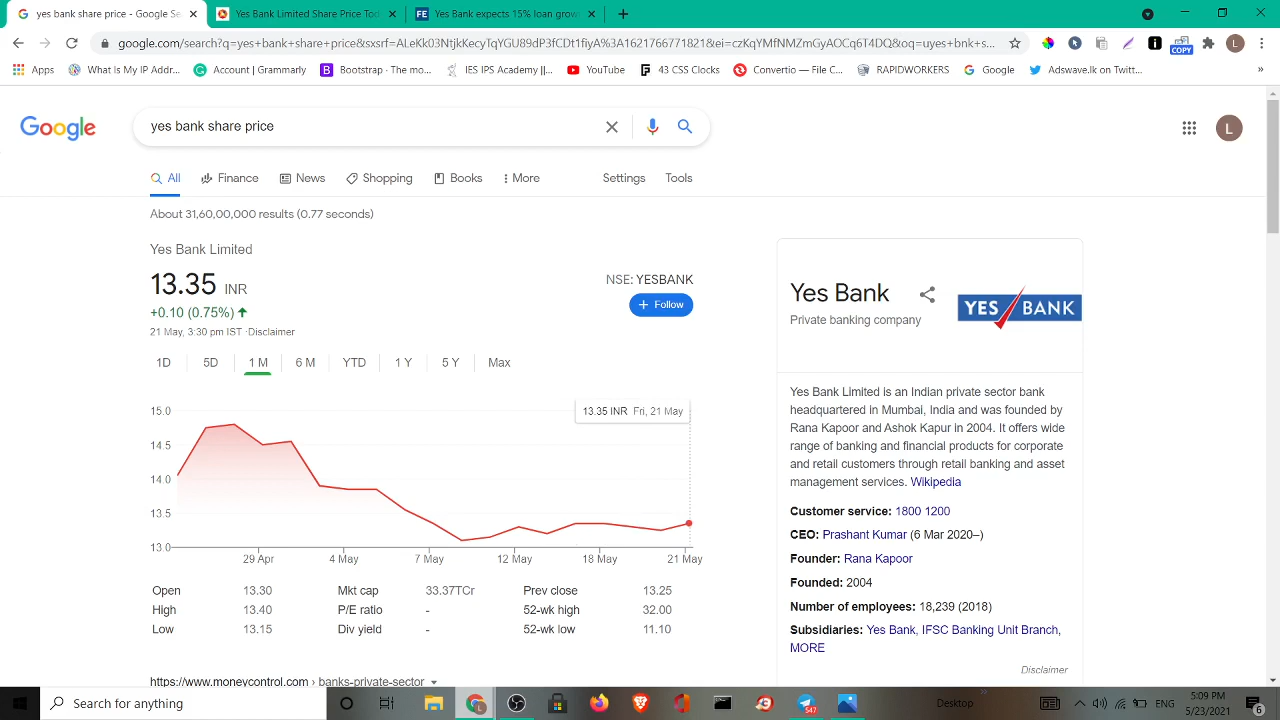 yes bank share price - Google Se
Yes Bank Limited Share Price Tod
FE Yes bank expects 15% loan grow
google.com/search?q=yes+bank+share+price&sxsrf=ALeKk03NRzKeqTqYGU89dP3fCDt1fiyA%3A1621766771821&ei=czKqYMfNMZmGyAOCq6T4DQ&oq=uyes+bnk+s...
COPY
L
Apps
What Is My IP Addr...
Account | Grammarly
Bootstrap · The mo...
IES IPS Academy ||...
YouTube
43 CSS Clocks
Convertio — File C...
RAPIDWORKERS
Google
Adswave.lk on Twitt...
»
Google
yes bank share price
L
All
Finance
News
Shopping
Books
More
Settings
Tools
About 31,60,00,000 results (0.77 seconds)
Yes Bank Limited
13.35 INR
NSE: YESBANK
+0.10 (0.75%)
+ Follow
21 May, 3:30 pm IST ·Disclaimer
1D 5D 1 M 6 M YTD 1 Y 5 Y Max
13.35 INR Fri, 21 May
15.0
14.5
14.0
13.5
13.0
29 Apr 4 May 7 May 12 May 18 May 21 May
Open 13.30 Mkt cap 33.37TCr Prev close 13.25
High 13.40 P/E ratio - 52-wk high 32.00
Low 13.15 Div yield - 52-wk low 11.10
https://www.moneycontrol.com › banks-private-sector
Yes Bank
Private banking company
YES BANK
Yes Bank Limited is an Indian private sector bank
headquartered in Mumbai, India and was founded by
Rana Kapoor and Ashok Kapur in 2004. It offers wide
range of banking and financial products for corporate
and retail customers through retail banking and asset
management services. Wikipedia
Customer service: 1800 1200
CEO: Prashant Kumar (6 Mar 2020–)
Founder: Rana Kapoor
Founded: 2004
Number of employees: 18,239 (2018)
Subsidiaries: Yes Bank, IFSC Banking Unit Branch,
MORE
Disclaimer
Search for anything
547
Desktop
»
ENG
5:09 PM
5/23/2021
6